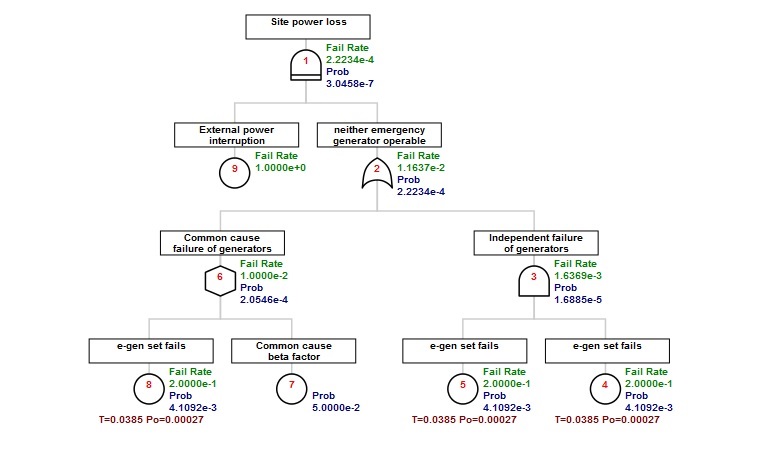 Site power loss
1
Fail Rate
2.2234e-4
Prob
3.0458e-7
External power
interruption
9
Fail Rate
1.0000e+0
neither emergency
generator operable
2
Fail Rate
1.1637e-2
Prob
2.2234e-4
Common cause
failure of generators
6
Fail Rate
1.0000e-2
Prob
2.0546e-4
Independent failure
of generators
3
Fail Rate
1.6369e-3
Prob
1.6885e-5
e-gen set fails
8
Fail Rate
2.0000e-1
Prob
4.1092e-3
T=0.0385 Po=0.00027
Common cause
beta factor
7
Prob
5.0000e-2
e-gen set fails
5
Fail Rate
2.0000e-1
Prob
4.1092e-3
T=0.0385 Po=0.00027
e-gen set fails
4
Fail Rate
2.0000e-1
Prob
4.1092e-3
T=0.0385 Po=0.00027